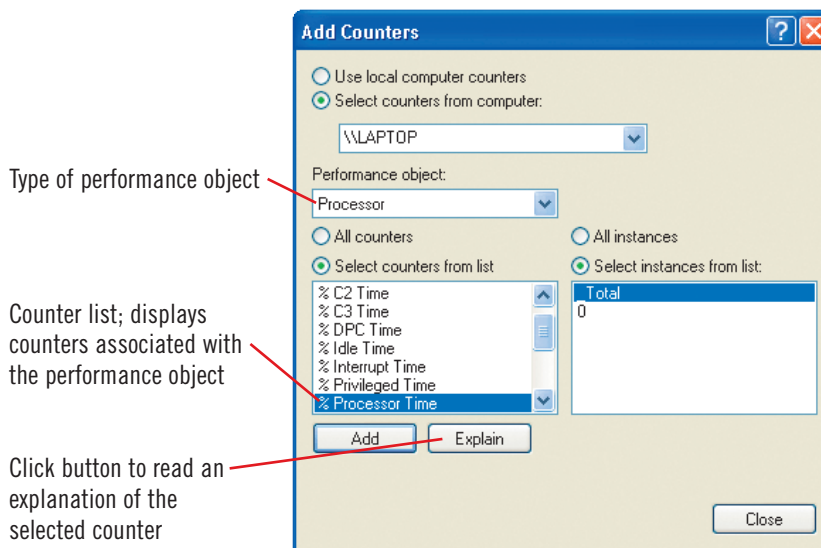 Add Counters
Use local computer counters
Select counters from computer:
\\LAPTOP
Type of performance object
Performance object:
Processor
All counters
All instances
Select counters from list
Select instances from list:
% C2 Time
% C3 Time
% DPC Time
% Idle Time
% Interrupt Time
% Privileged Time
% Processor Time
_Total
0
Counter list; displays
counters associated with
the performance object
Add
Explain
Click button to read an
explanation of the
selected counter
Close